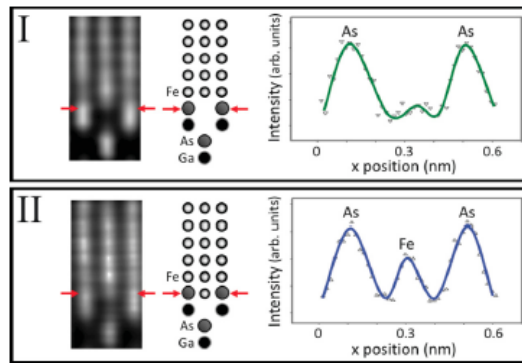 I
Fe
As
Ga
As
As
Intensity (arb. units)
0
0.3
0.6
x position (nm)
II
Fe
As
Ga
As
Fe
As
Intensity (arb. units)
0
0.3
0.6
x position (nm)